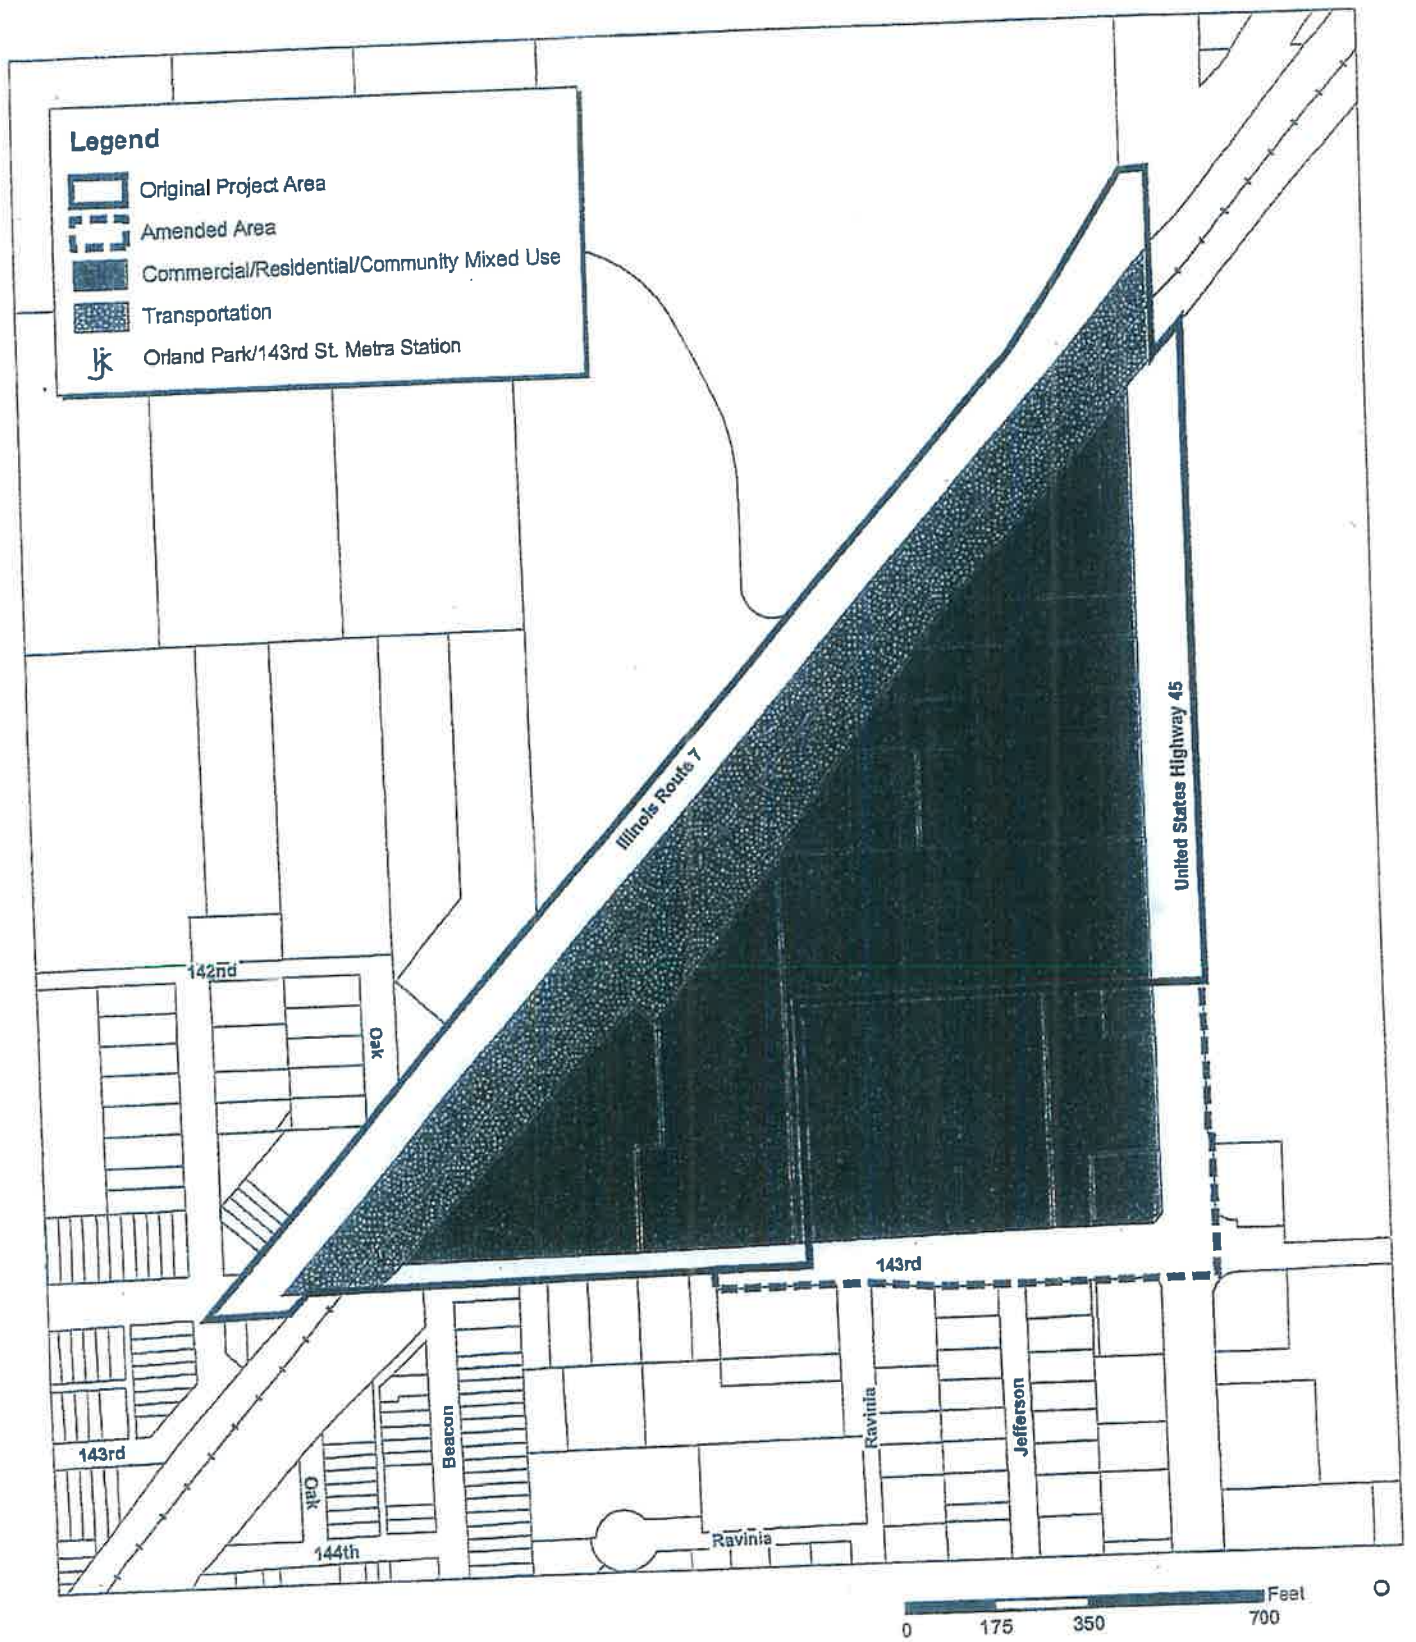 Legend
Original Project Area
Amended Area
Commercial/Residential/Community Mixed Use
Transportation
Orland Park/143rd St. Metra Station
Illinois Route 7
United States Highway 45
142nd
Oak
143rd
143rd
Beacon
Oak
144th
Ravinia
Jefferson
Ravinia
Feet
0 175 350 700